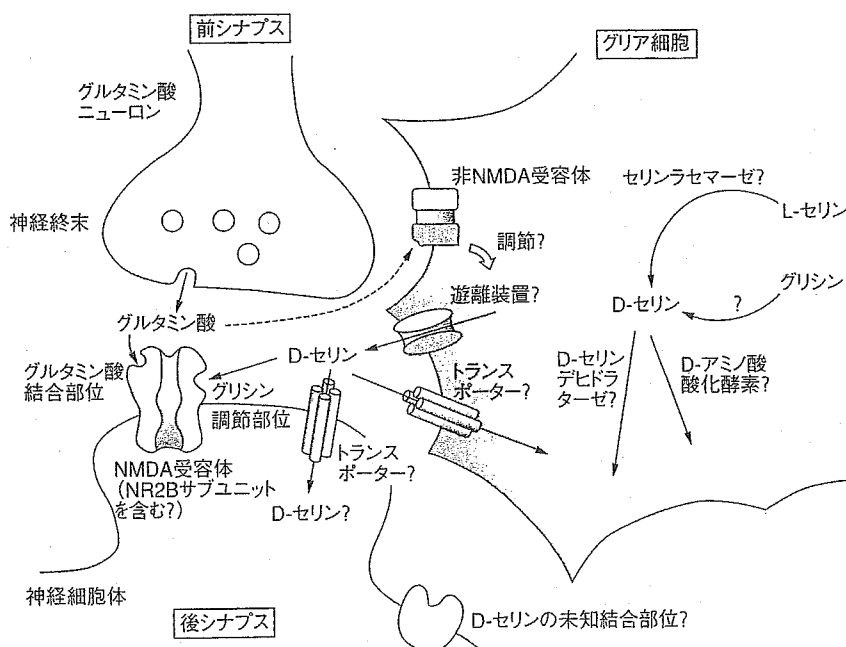 前シナプス
グリア細胞
グルタミン酸
ニューロン
非NMDA受容体
セリンラセマーゼ?
L-セリン
神経終末
調節?
遊離装置?
グリシン
D-セリン
?
グルタミン酸
D-セリン
グルタミン酸
結合部位
グリシン
調節部位
トランス
ポーター?
D-セリン
デヒドラ
ターゼ?
D-アミノ酸
酸化酵素?
NMDA受容体
(NR2Bサブユニット
を含む?)
トランス
ポーター?
D-セリン?
神経細胞体
後シナプス
D-セリンの未知結合部位?